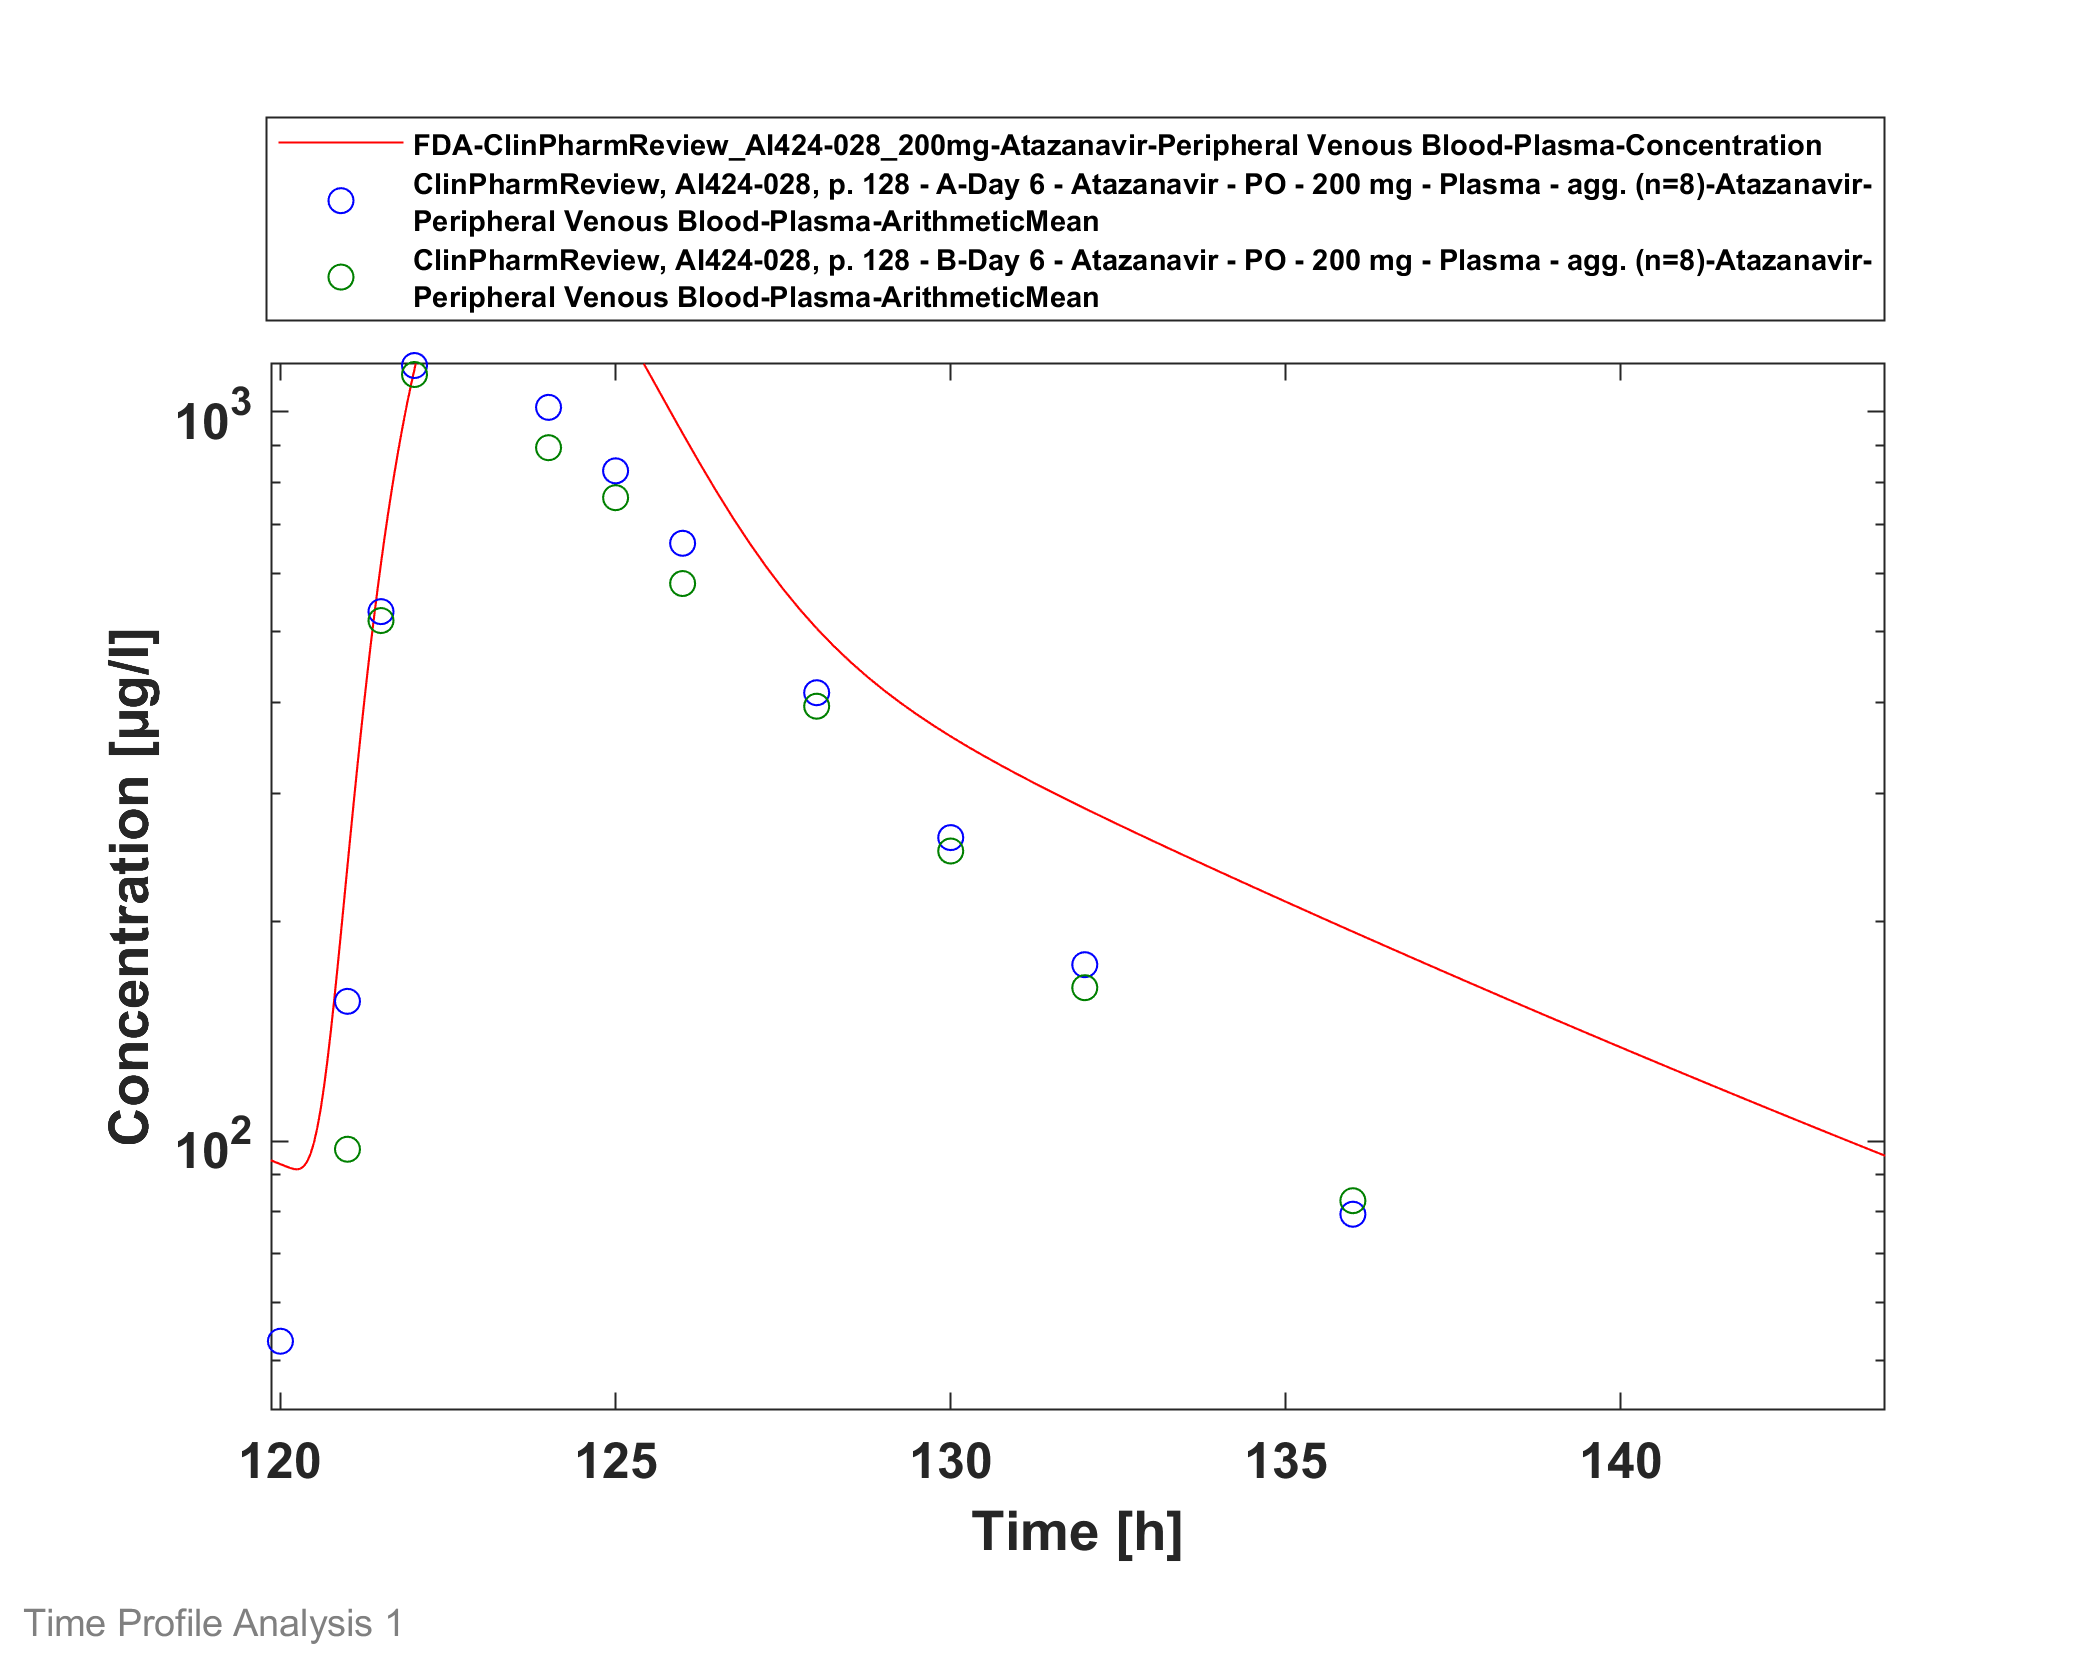 FDA-ClinPharmReview_AI424-028_200mg-Atazanavir-Peripheral Venous Blood-Plasma-Concentration
ClinPharmReview, AI424-028, p. 128 - A-Day 6 - Atazanavir - PO - 200 mg - Plasma - agg. (n=8)-Atazanavir-
Peripheral Venous Blood-Plasma-ArithmeticMean
ClinPharmReview, AI424-028, p. 128 - B-Day 6 - Atazanavir - PO - 200 mg - Plasma - agg. (n=8)-Atazanavir-
Peripheral Venous Blood-Plasma-ArithmeticMean
10^3
10^2
Concentration [µg/l]
120 125 130 135 140
Time [h]
Time Profile Analysis 1